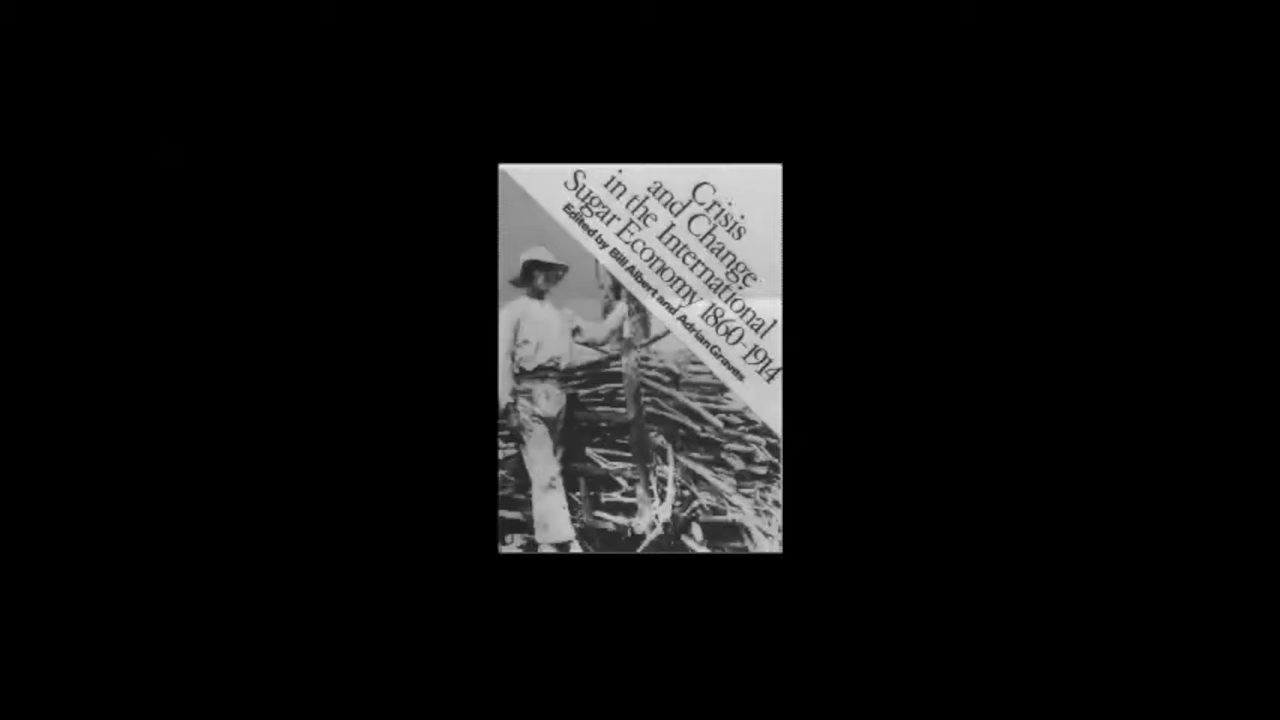 Crisis
and Change
in the International
Sugar Economy 1860-1914
Edited by Bill Albert and Adrian Graves